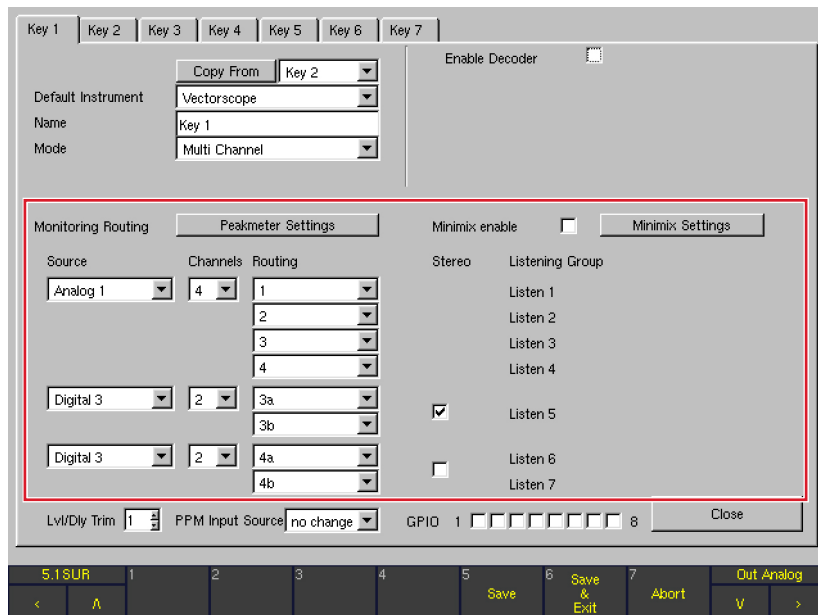 Key 1 Key 2 Key 3 Key 4 Key 5 Key 6 Key 7
Copy From Key 2
Enable Decoder
Default Instrument Vectorscope
Name Key 1
Mode Multi Channel
Monitoring Routing Peakmeter Settings Minimix enable Minimix Settings
Source Channels Routing Stereo Listening Group
Analog 1 4 1 Listen 1
2 Listen 2
3 Listen 3
4 Listen 4
Digital 3 2 3a
3b
Listen 5
Digital 3 2 4a Listen 6
4b Listen 7
Lvl/Dly Trim 1 PPM Input Source no change GPIO 1 8 Close
5.1SUR 1 2 3 4 5 6 7 Out Analog
< Λ Save Save & Exit Abort V >